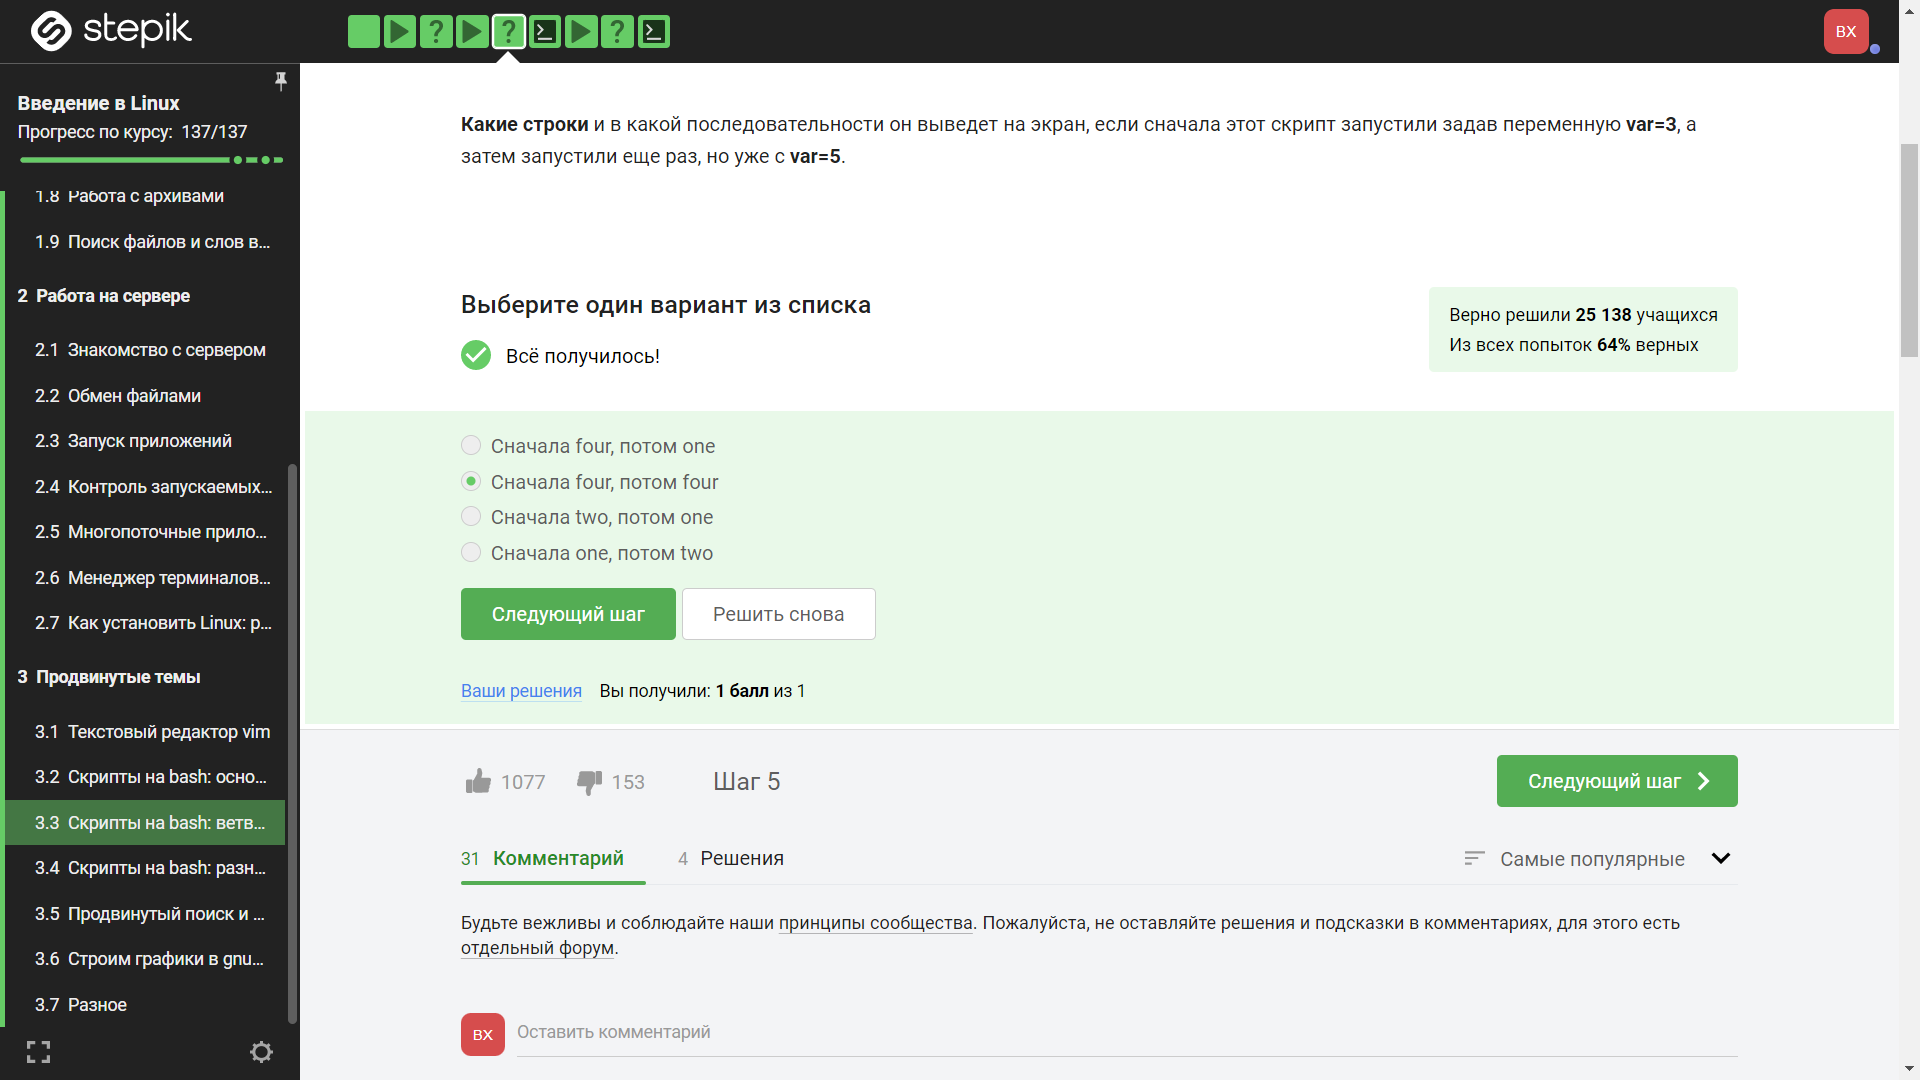 stepik
BX
Введение в Linux
Прогресс по курсу: 137/137
1.8 Работа с архивами
1.9 Поиск файлов и слов в...
2 Работа на сервере
2.1 Знакомство с сервером
2.2 Обмен файлами
2.3 Запуск приложений
2.4 Контроль запускаемых...
2.5 Многопоточные прило...
2.6 Менеджер терминалов...
2.7 Как установить Linux: р...
3 Продвинутые темы
3.1 Текстовый редактор vim
3.2 Скрипты на bash: осно...
3.3 Скрипты на bash: ветв...
3.4 Скрипты на bash: разн...
3.5 Продвинутый поиск и ...
3.6 Строим графики в gnu...
3.7 Разное
Какие строки и в какой последовательности он выведет на экран, если сначала этот скрипт запустили задав переменную var=3, а
затем запустили еще раз, но уже с var=5.
Выберите один вариант из списка
Всё получилось!
Верно решили 25 138 учащихся
Из всех попыток 64% верных
Сначала four, потом one
Сначала four, потом four
Сначала two, потом one
Сначала one, потом two
Следующий шаг
Решить снова
Ваши решения Вы получили: 1 балл из 1
1077 153 Шаг 5
Следующий шаг
31 Комментарий 4 Решения
Самые популярные
Будьте вежливы и соблюдайте наши принципы сообщества. Пожалуйста, не оставляйте решения и подсказки в комментариях, для этого есть
отдельный форум.
BX
Оставить комментарий